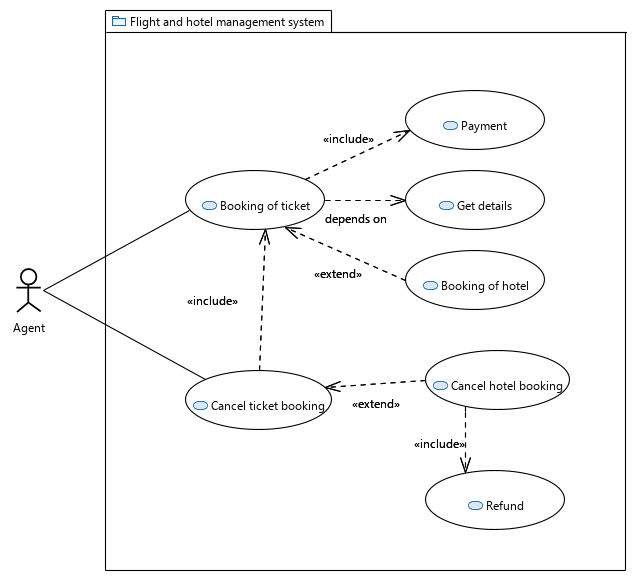 Flight and hotel management system
Payment
«include»
Booking of ticket
Get details
depends on
«extend»
Booking of hotel
«include»
Agent
Cancel ticket booking
Cancel hotel booking
«extend»
«include»
Refund